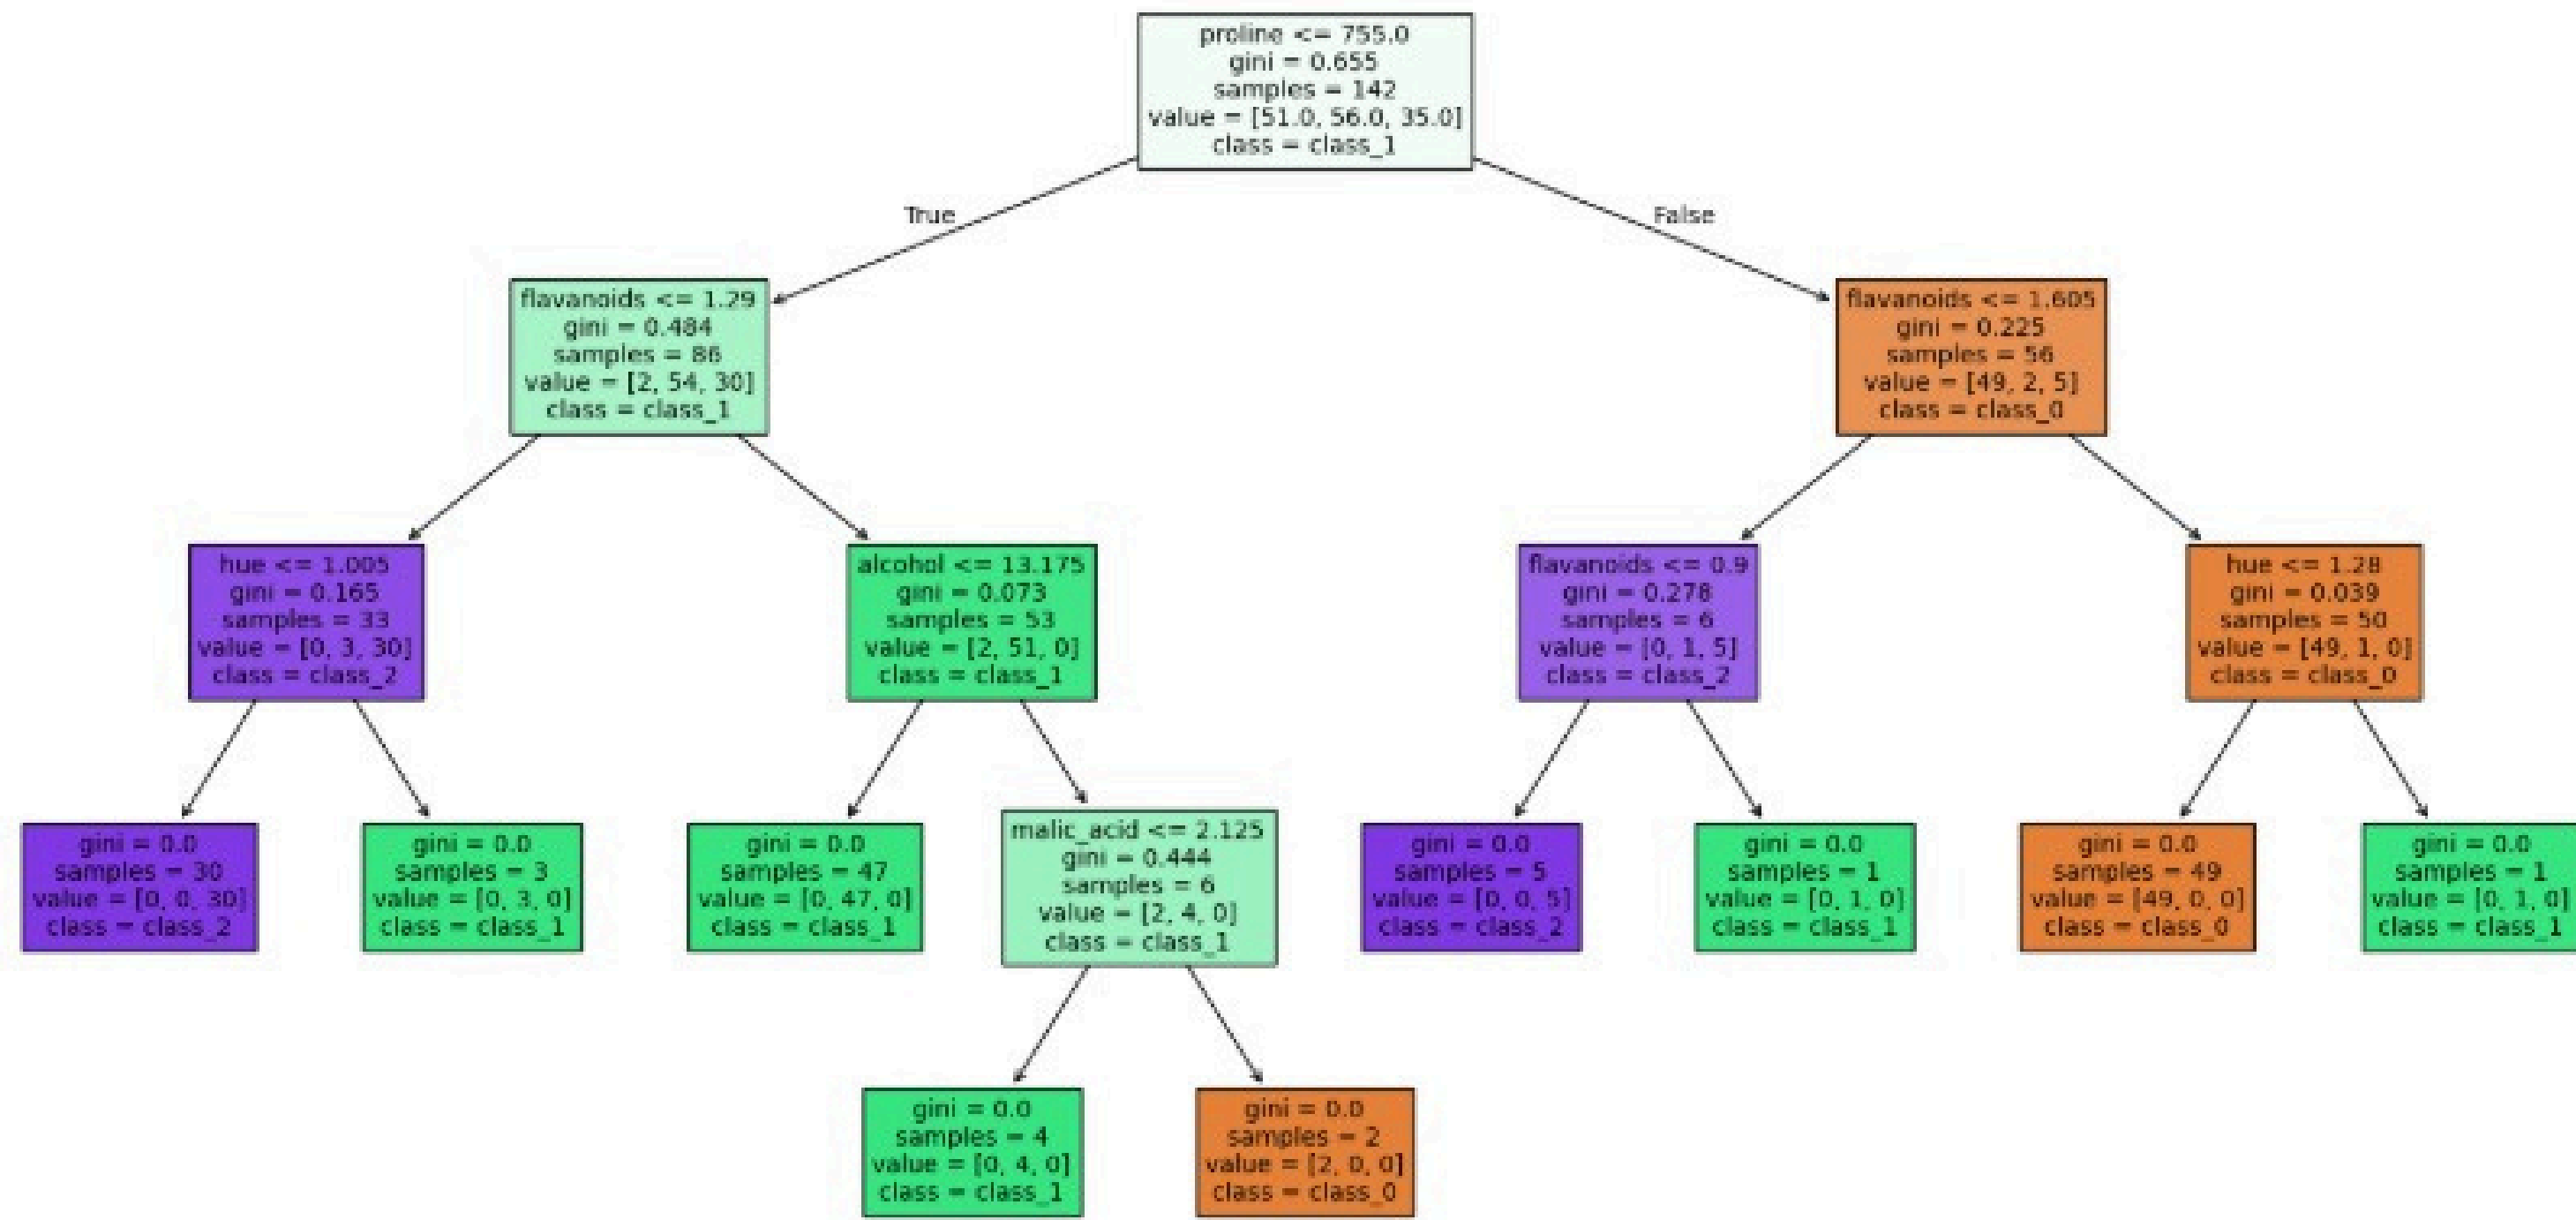 proline <= 755.0
gini = 0.655
samples = 142
value = [51.0, 56.0, 35.0]
class = class_1
True
False
flavanoids <= 1.29
gini = 0.484
samples = 86
value = [2, 54, 30]
class = class_1
flavanoids <= 1.605
gini = 0.225
samples = 56
value = [49, 2, 5]
class = class_0
hue <= 1.005
gini = 0.165
samples = 33
value = [0, 3, 30]
class = class_2
alcohol <= 13.175
gini = 0.073
samples = 53
value = [2, 51, 0]
class = class_1
flavanoids <= 0.9
gini = 0.278
samples = 6
value = [0, 1, 5]
class = class_2
hue <= 1.28
gini = 0.039
samples = 50
value = [49, 1, 0]
class = class_0
gini = 0.0
samples = 30
value = [0, 0, 30]
class = class_2
gini = 0.0
samples = 3
value = [0, 3, 0]
class = class_1
gini = 0.0
samples = 47
value = [0, 47, 0]
class = class_1
malic_acid <= 2.125
gini = 0.444
samples = 6
value = [2, 4, 0]
class = class_1
gini = 0.0
samples = 5
value = [0, 0, 5]
class = class_2
gini = 0.0
samples = 1
value = [0, 1, 0]
class = class_1
gini = 0.0
samples = 49
value = [49, 0, 0]
class = class_0
gini = 0.0
samples = 1
value = [0, 1, 0]
class = class_1
gini = 0.0
samples = 4
value = [0, 4, 0]
class = class_1
gini = 0.0
samples = 2
value = [2, 0, 0]
class = class_0